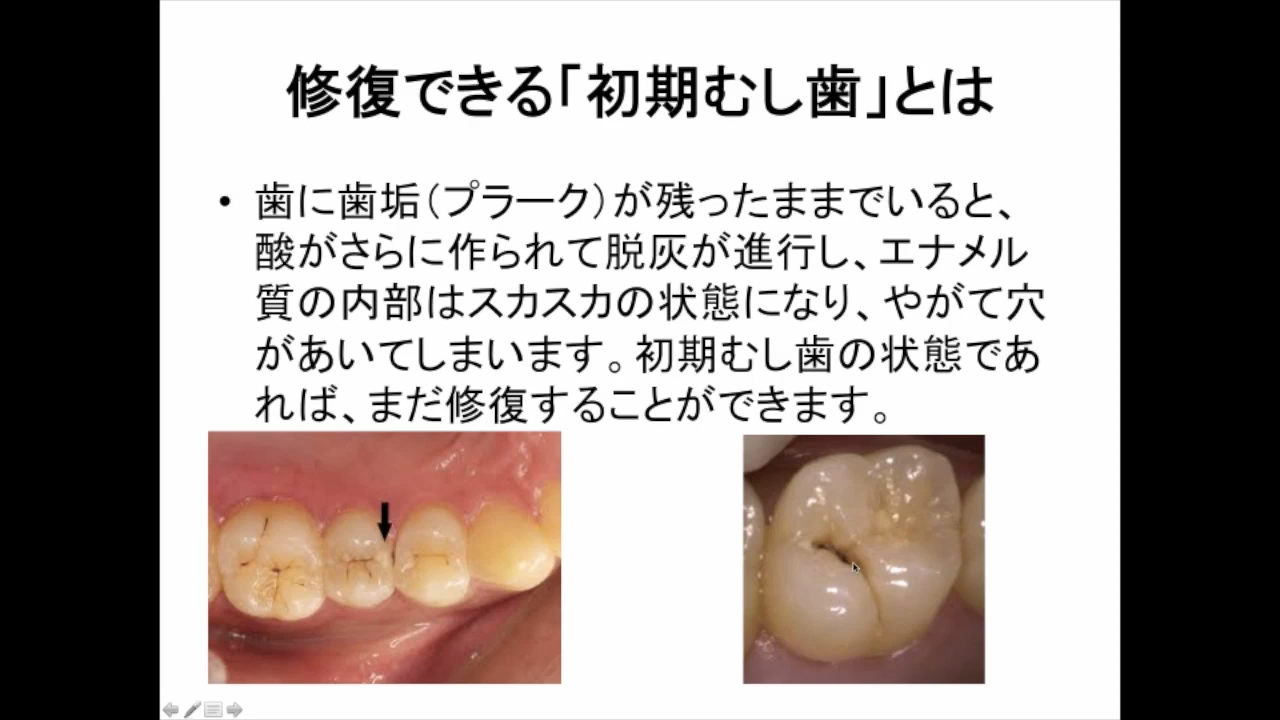 修復できる「初期むし歯」とは
• 歯に歯垢（プラーク）が残ったままでいると、
酸がさらに作られて脱灰が進行し、エナメル
質の内部はスカスカの状態になり、やがて穴
があいてしまいます。初期むし歯の状態であ
れば、まだ修復することができます。